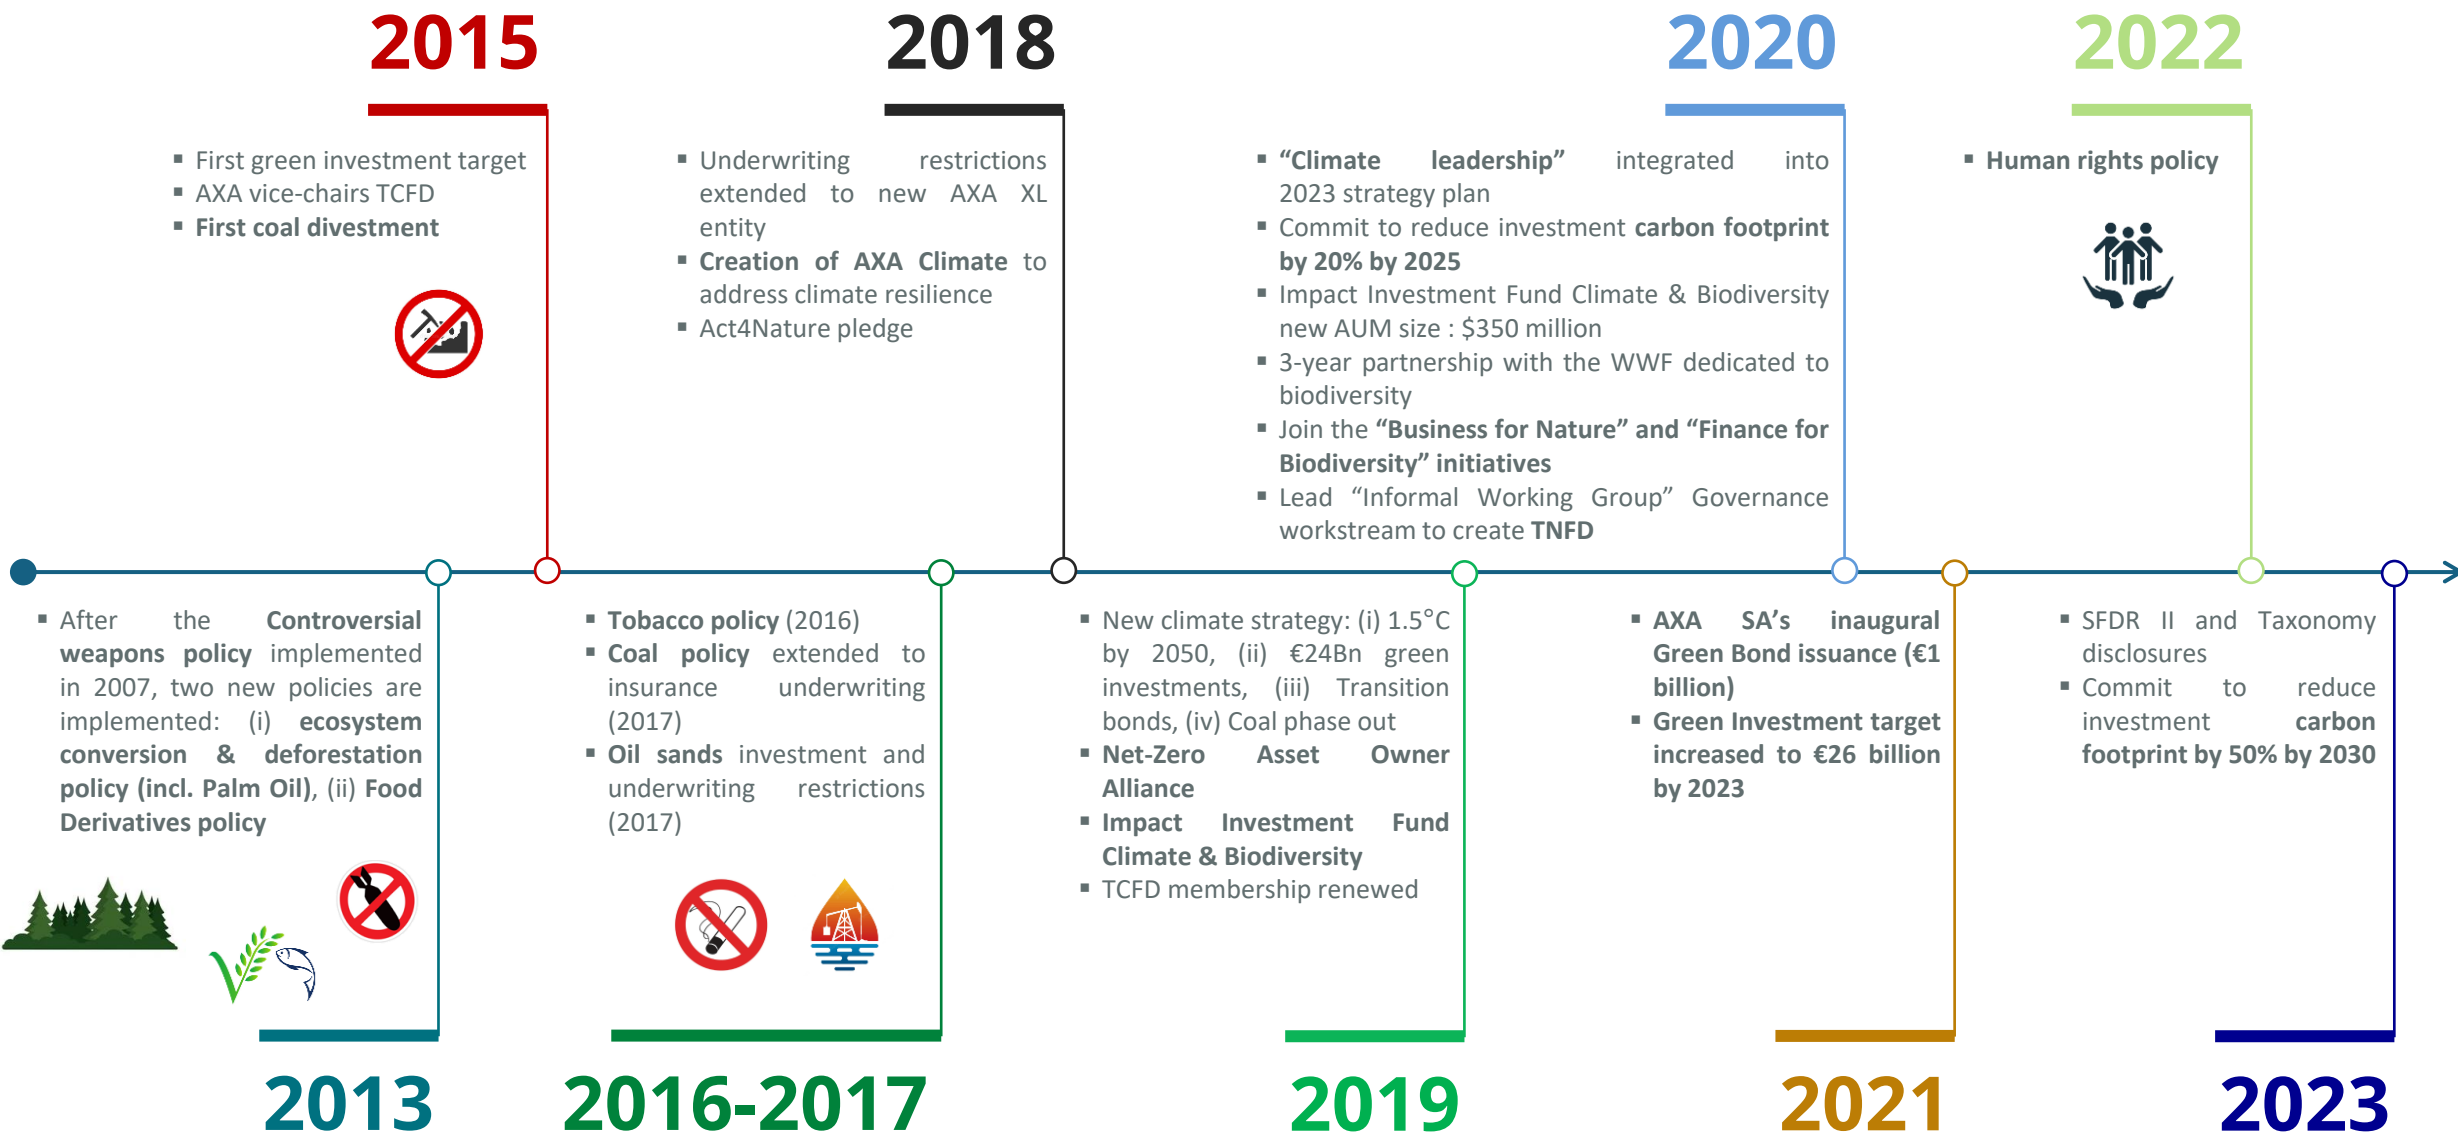 2015
▪ First green investment target
▪ AXA vice-chairs TCFD
▪ First coal divestment
2018
▪ Underwriting restrictions
extended to new AXA XL
entity
▪ Creation of AXA Climate to
address climate resilience
▪ Act4Nature pledge
2020
▪ “Climate leadership” integrated into
2023 strategy plan
▪ Commit to reduce investment carbon footprint
by 20% by 2025
▪ Impact Investment Fund Climate & Biodiversity
new AUM size : $350 million
▪ 3-year partnership with the WWF dedicated to
biodiversity
▪ Join the “Business for Nature” and “Finance for
Biodiversity” initiatives
▪ Lead “Informal Working Group” Governance
workstream to create TNFD
2022
▪ Human rights policy
▪ After the Controversial
weapons policy implemented
in 2007, two new policies are
implemented: (i) ecosystem
conversion & deforestation
policy (incl. Palm Oil), (ii) Food
Derivatives policy
2013
▪ Tobacco policy (2016)
▪ Coal policy extended to
insurance underwriting
(2017)
▪ Oil sands investment and
underwriting restrictions
(2017)
2016-2017
▪ New climate strategy: (i) 1.5°C
by 2050, (ii) €24Bn green
investments, (iii) Transition
bonds, (iv) Coal phase out
▪ Net-Zero Asset Owner
Alliance
▪ Impact Investment Fund
Climate & Biodiversity
▪ TCFD membership renewed
2019
▪ AXA SA’s inaugural
Green Bond issuance (€1
billion)
▪ Green Investment target
increased to €26 billion
by 2023
2021
▪ SFDR II and Taxonomy
disclosures
▪ Commit to reduce
investment carbon
footprint by 50% by 2030
2023